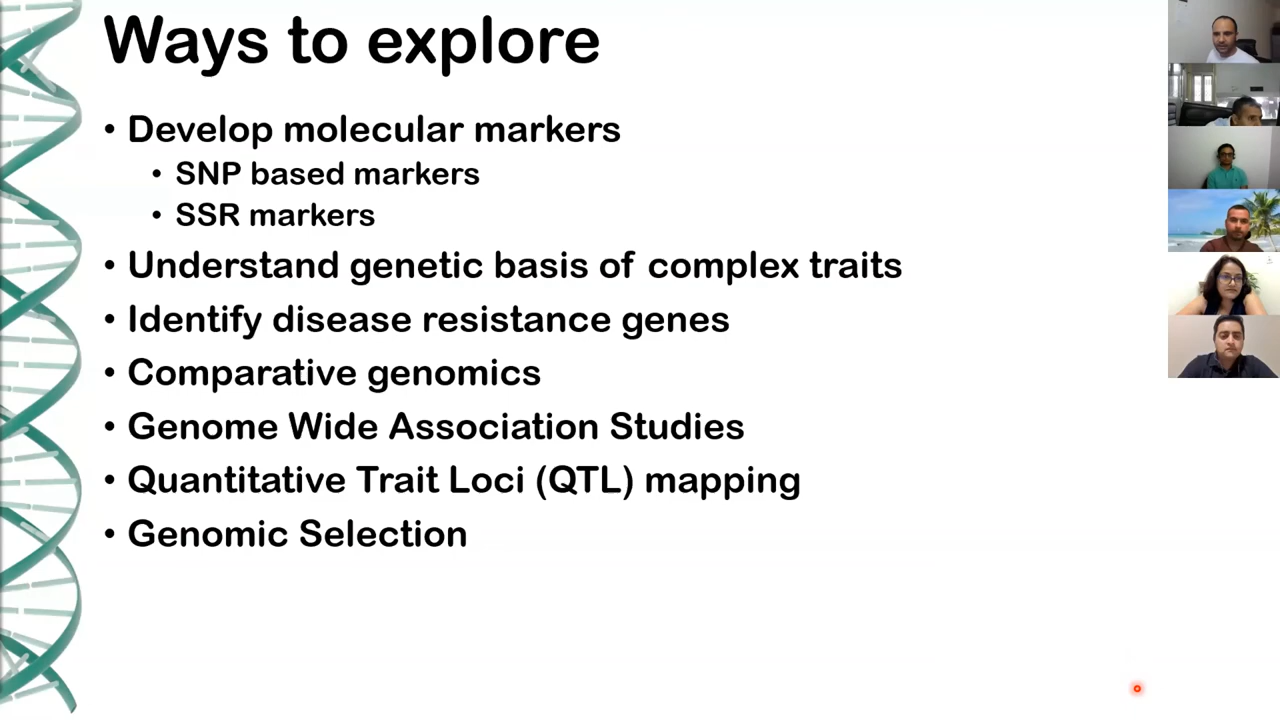 Ways to explore
• Develop molecular markers
• SNP based markers
• SSR markers
• Understand genetic basis of complex traits
• Identify disease resistance genes
• Comparative genomics
• Genome Wide Association Studies
• Quantitative Trait Loci (QTL) mapping
• Genomic Selection